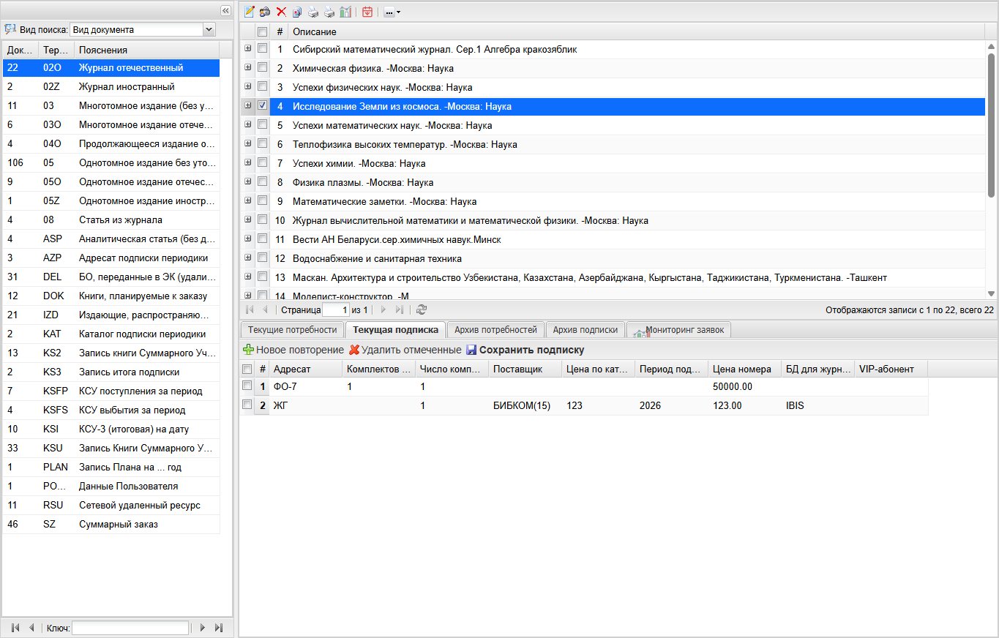 Вид поиска: Вид документа
Док... Тер... Пояснения
22 02O Журнал отечественный
2 02Z Журнал иностранный
11 03 Многотомное издание (без у...
6 03O Многотомное издание отече...
4 04O Продолжающееся издание о...
106 05 Однотомное издание без уто...
9 05O Однотомное издание отечес...
1 05Z Однотомное издание иностр...
4 08 Статья из журнала
4 ASP Аналитическая статья (без д...
3 AZP Адресат подписки периодики
31 DEL БО, переданные в ЭК (удали...
12 DOK Книги, планируемые к заказу
21 IZD Издающие, распространяю...
2 KAT Каталог подписки периодики
13 KS2 Запись книги Суммарного Уч...
2 KS3 Запись итога подписки
7 KSFP КСУ поступления за период
4 KSFS КСУ выбытия за период
10 KSI КСУ-3 (итоговая) на дату
33 KSU Запись Книги Суммарного У...
1 PLAN Запись Плана на ... год
1 PO... Данные Пользователя
11 RSU Сетевой удаленный ресурс
46 SZ Суммарный заказ
Ключ:
# Описание
1 Сибирский математический журнал. Сер.1 Алгебра кракозяблик
2 Химическая физика. -Москва: Наука
3 Успехи физических наук. -Москва: Наука
4 Исследование Земли из космоса. -Москва: Наука
5 Успехи математических наук. -Москва: Наука
6 Теплофизика высоких температур. -Москва: Наука
7 Успехи химии. -Москва: Наука
8 Физика плазмы. -Москва: Наука
9 Математические заметки. -Москва: Наука
10 Журнал вычислительной математики и математической физики. -Москва: Наука
11 Вести АН Беларуси.сер.химичных навук.Минск
12 Водоснабжение и санитарная техника
13 Маскан. Архитектура и строительство Узбекистана, Казахстана, Азербайджана, Кыргыстана, Таджикистана, Туркменистана. -Ташкент
14 Моделист-конструктор. -М
Страница 1 из 1 Отображаются записи с 1 по 22, всего 22
Текущие потребности Текущая подписка Архив потребностей Архив подписки Мониторинг заявок
Новое повторение Удалить отмеченные Сохранить подписку
# Адресат Комплектов ... Число комп... Поставщик Цена по кат... Период под... Цена номера БД для журн... VIP-абонент
1 ФО-7 1 1 50000.00
2 ЖГ 1 БИБКОМ(15) 123 2026 123.00 IBIS